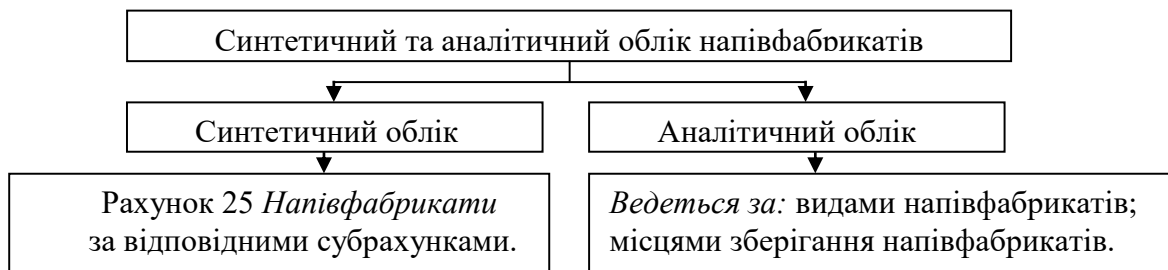 Синтетичний та аналітичний облік напівфабрикатів
Синтетичний облік
Аналітичний облік
Рахунок 25 Напівфабрикати
за відповідними субрахунками.
Ведеться за: видами напівфабрикатів;
місцями зберігання напівфабрикатів.